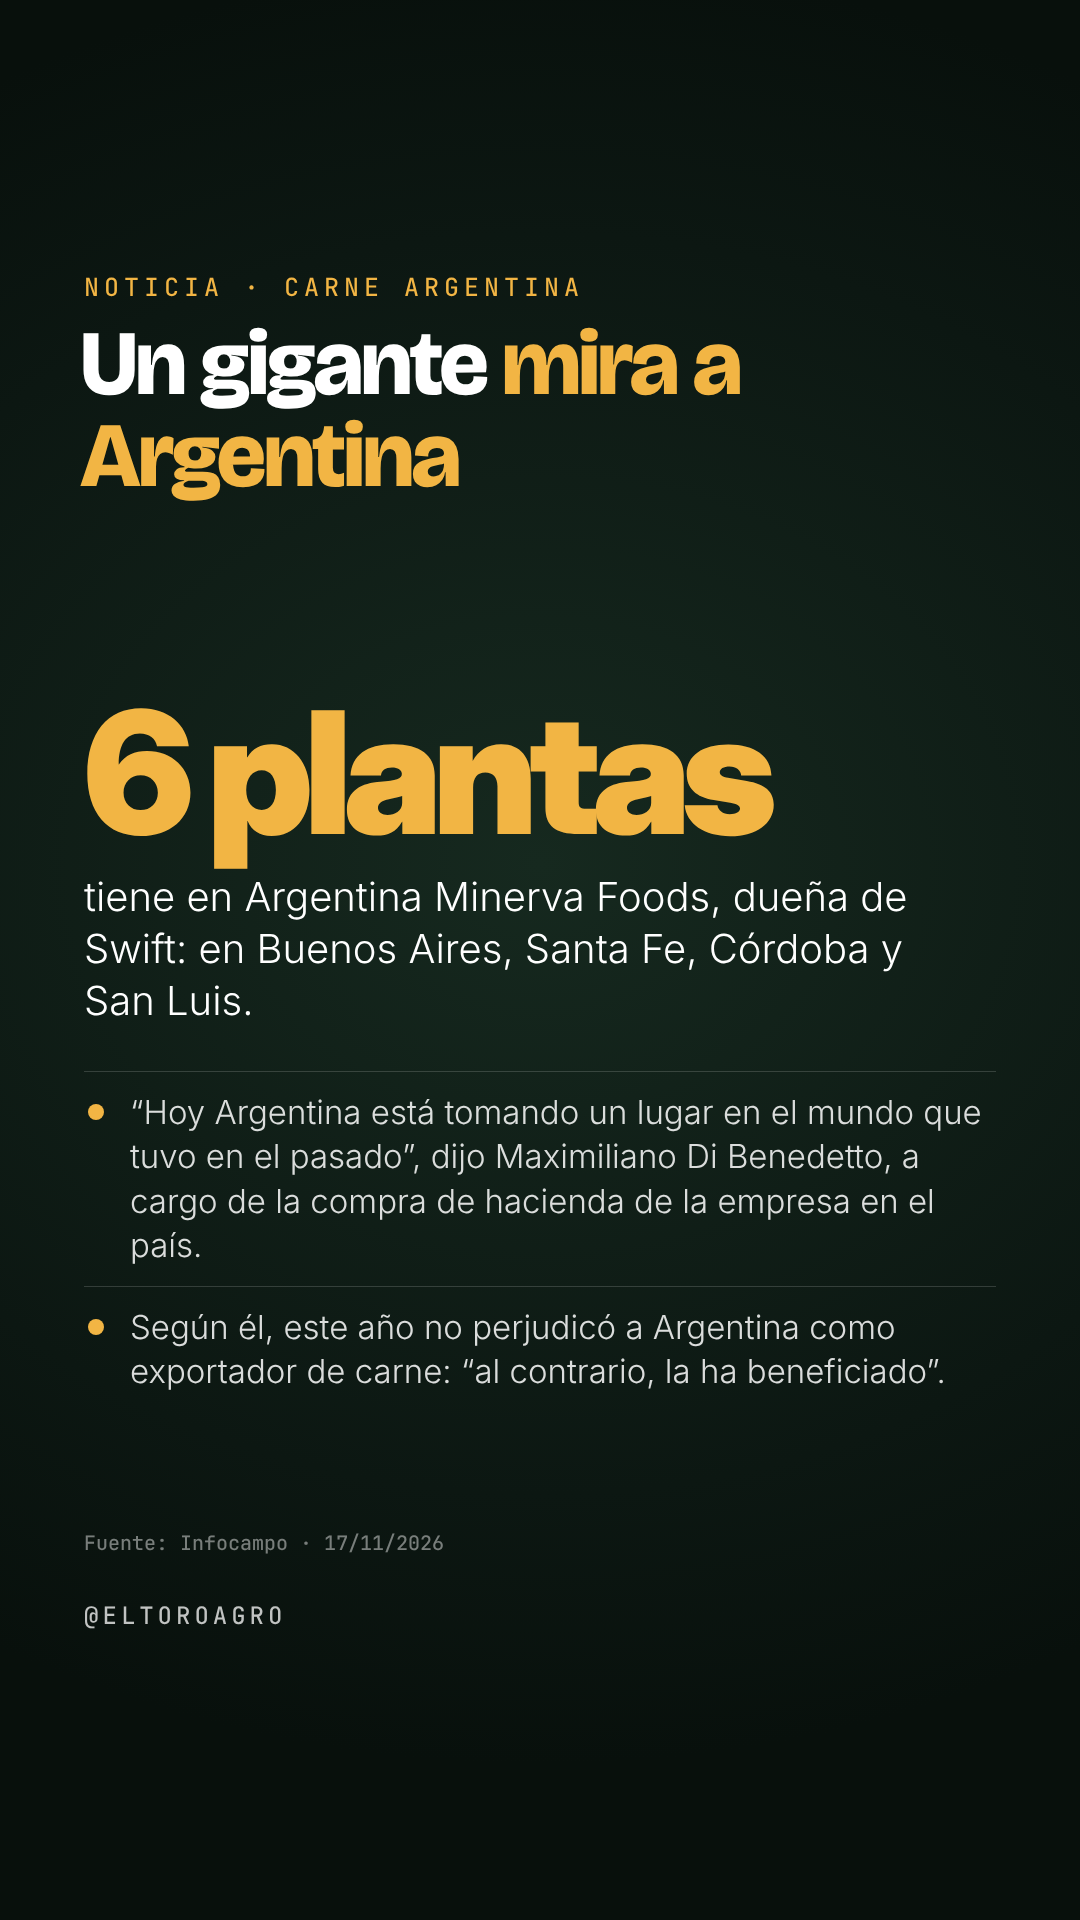 NOTICIA · CARNE ARGENTINA
Un gigante mira a
Argentina
6 plantas
tiene en Argentina Minerva Foods, dueña de
Swift: en Buenos Aires, Santa Fe, Córdoba y
San Luis.
“Hoy Argentina está tomando un lugar en el mundo que
tuvo en el pasado”, dijo Maximiliano Di Benedetto, a
cargo de la compra de hacienda de la empresa en el
país.
Según él, este año no perjudicó a Argentina como
exportador de carne: “al contrario, la ha beneficiado”.
Fuente: Infocampo · 17/11/2026
@ELTOROAGRO